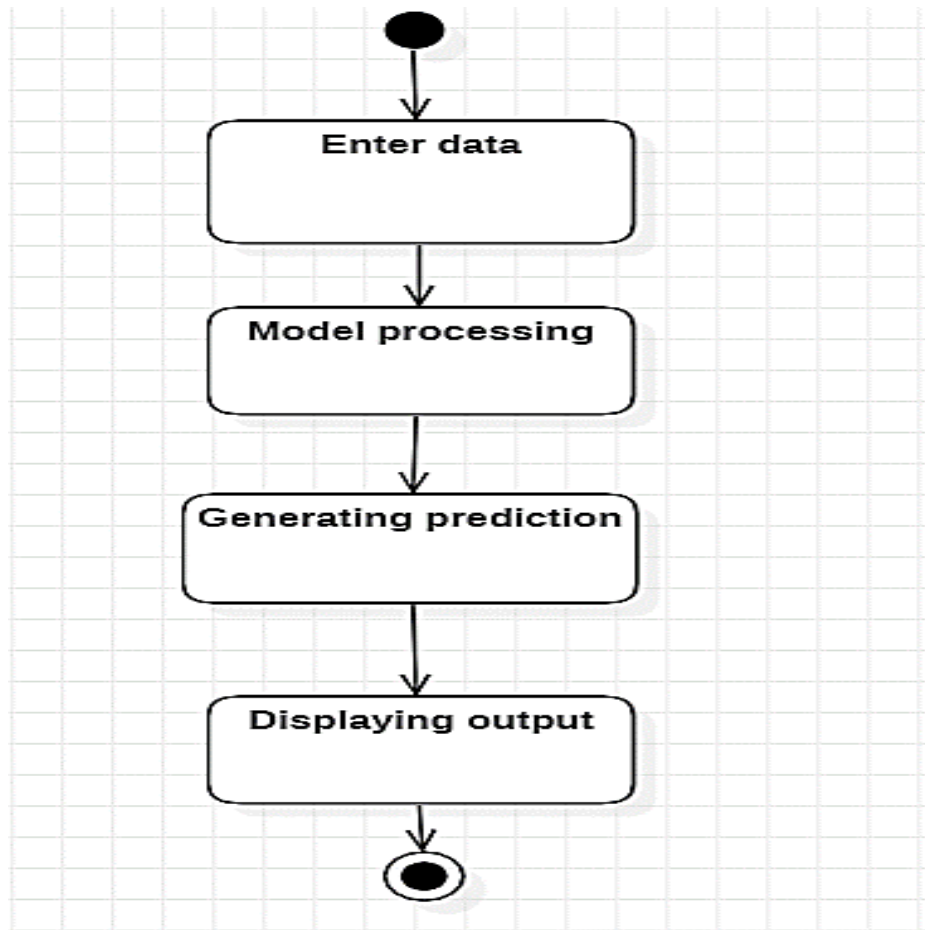 Enter data
Model processing
Generating prediction
Displaying output